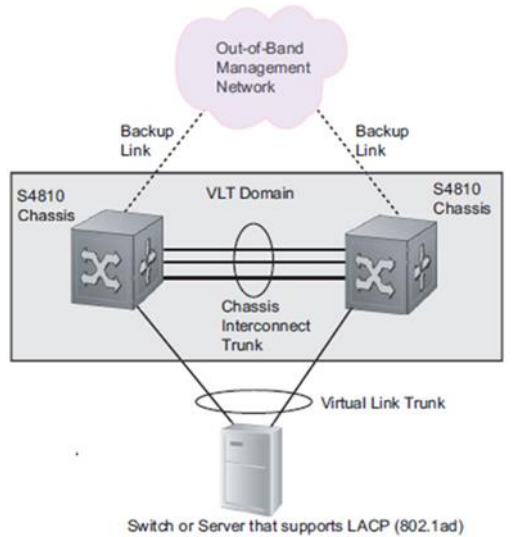 Out-of-Band
Management
Network
Backup
Link
Backup
Link
S4810
Chassis
VLT Domain
S4810
Chassis
Chassis
Interconnect
Trunk
Virtual Link Trunk
Switch or Server that supports LACP (802.1ad)